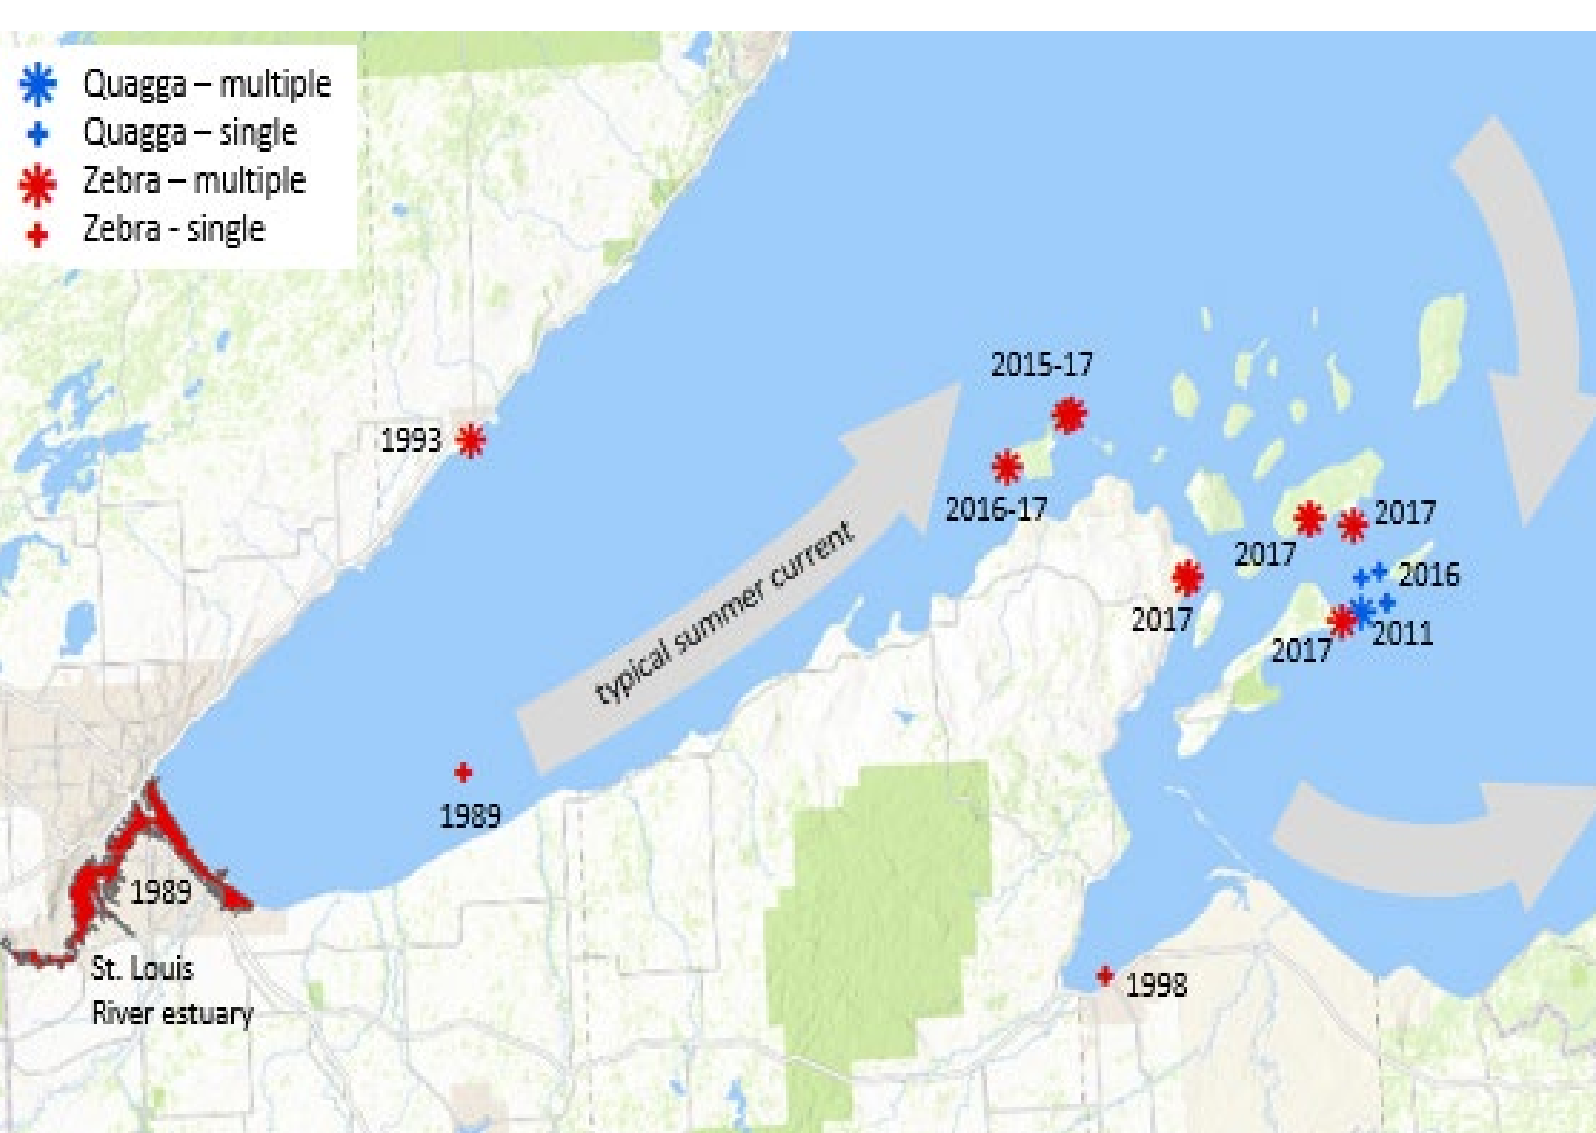 Quagga – multiple
Quagga – single
Zebra – multiple
Zebra - single
2015-17
1993
2016-17
2017
2017
2016
2017
2011
2017
typical summer current
1989
1989
St. Louis
River estuary
1998